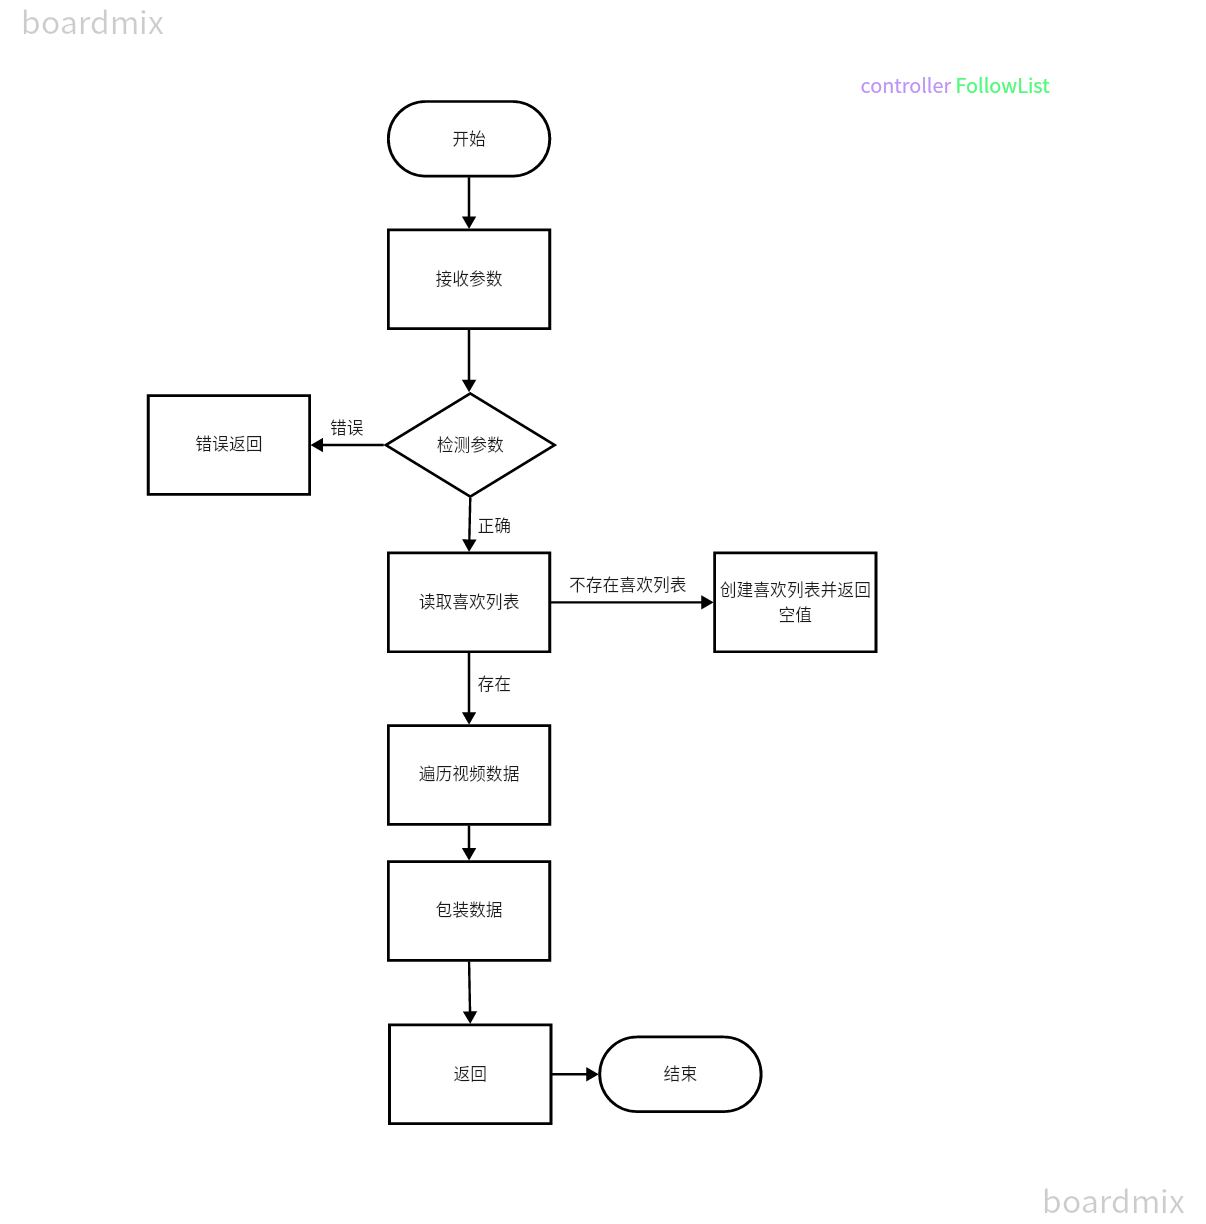 boardmix
controller FollowList
开始
接收参数
错误返回
错误
检测参数
正确
读取喜欢列表
不存在喜欢列表
创建喜欢列表并返回
空值
存在
遍历视频数据
包装数据
返回
结束
boardmix